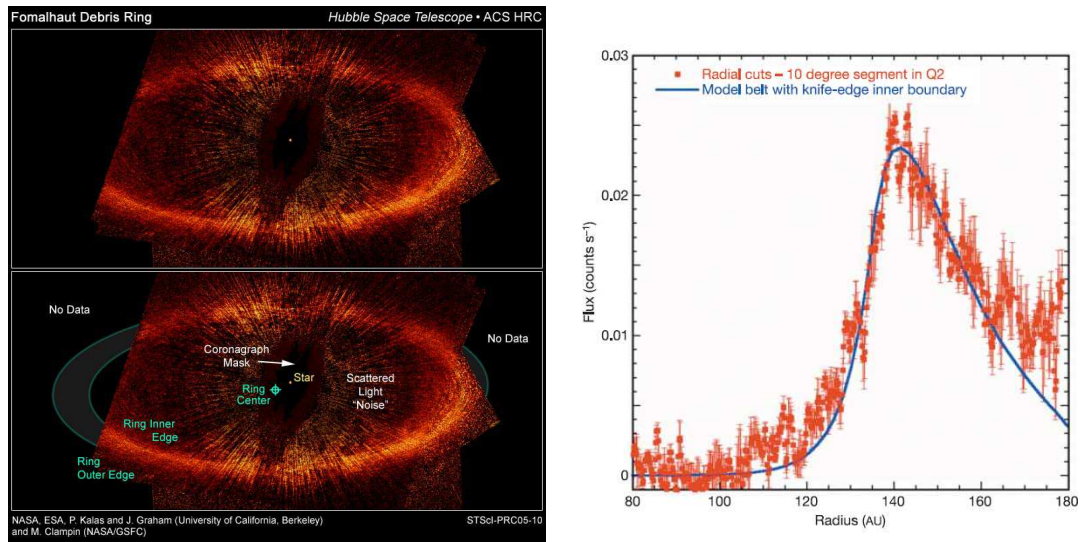 Fomalhaut Debris Ring
Hubble Space Telescope • ACS HRC
No Data
No Data
Coronagraph
Mask
Star
Ring
Center
Scattered
Light
"Noise"
Ring Inner
Edge
Ring
Outer Edge
NASA, ESA, P. Kalas and J. Graham (University of California, Berkeley)
and M. Clampin (NASA/GSFC)
STScI-PRC05-10
0.03
Radial cuts – 10 degree segment in Q2
Model belt with knife-edge inner boundary
0.02
Flux (counts s⁻¹)
0.01
0
80
100
120
140
160
180
Radius (AU)